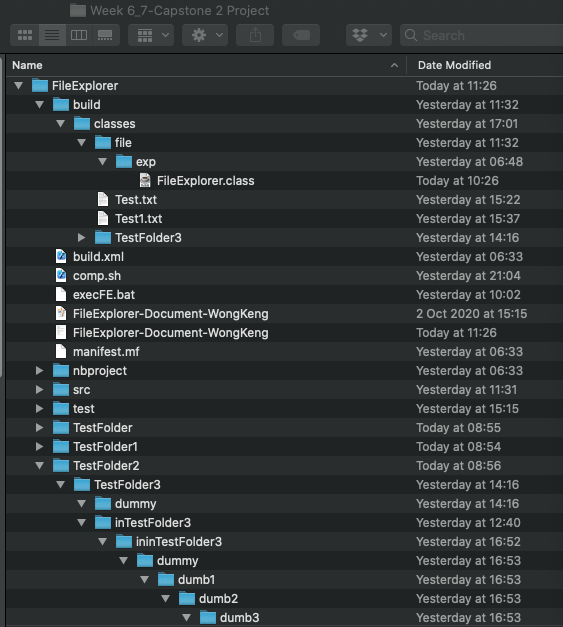 Week 6_7-Capstone 2 Project
Search
Name Date Modified
FileExplorer Today at 11:26
build Yesterday at 11:32
classes Yesterday at 17:01
file Yesterday at 11:32
exp Yesterday at 06:48
FileExplorer.class Today at 10:26
Test.txt Yesterday at 15:22
Test1.txt Yesterday at 15:37
TestFolder3 Yesterday at 14:16
build.xml Yesterday at 06:33
comp.sh Yesterday at 21:04
execFE.bat Yesterday at 10:02
FileExplorer-Document-WongKeng 2 Oct 2020 at 15:15
FileExplorer-Document-WongKeng Today at 11:26
manifest.mf Yesterday at 06:33
nbproject Yesterday at 06:33
src Yesterday at 11:31
test Yesterday at 15:15
TestFolder Today at 08:55
TestFolder1 Today at 08:54
TestFolder2 Today at 08:56
TestFolder3 Yesterday at 14:16
dummy Yesterday at 14:16
inTestFolder3 Yesterday at 12:40
ininTestFolder3 Yesterday at 16:52
dummy Yesterday at 16:53
dumb1 Yesterday at 16:53
dumb2 Yesterday at 16:53
dumb3 Yesterday at 16:53